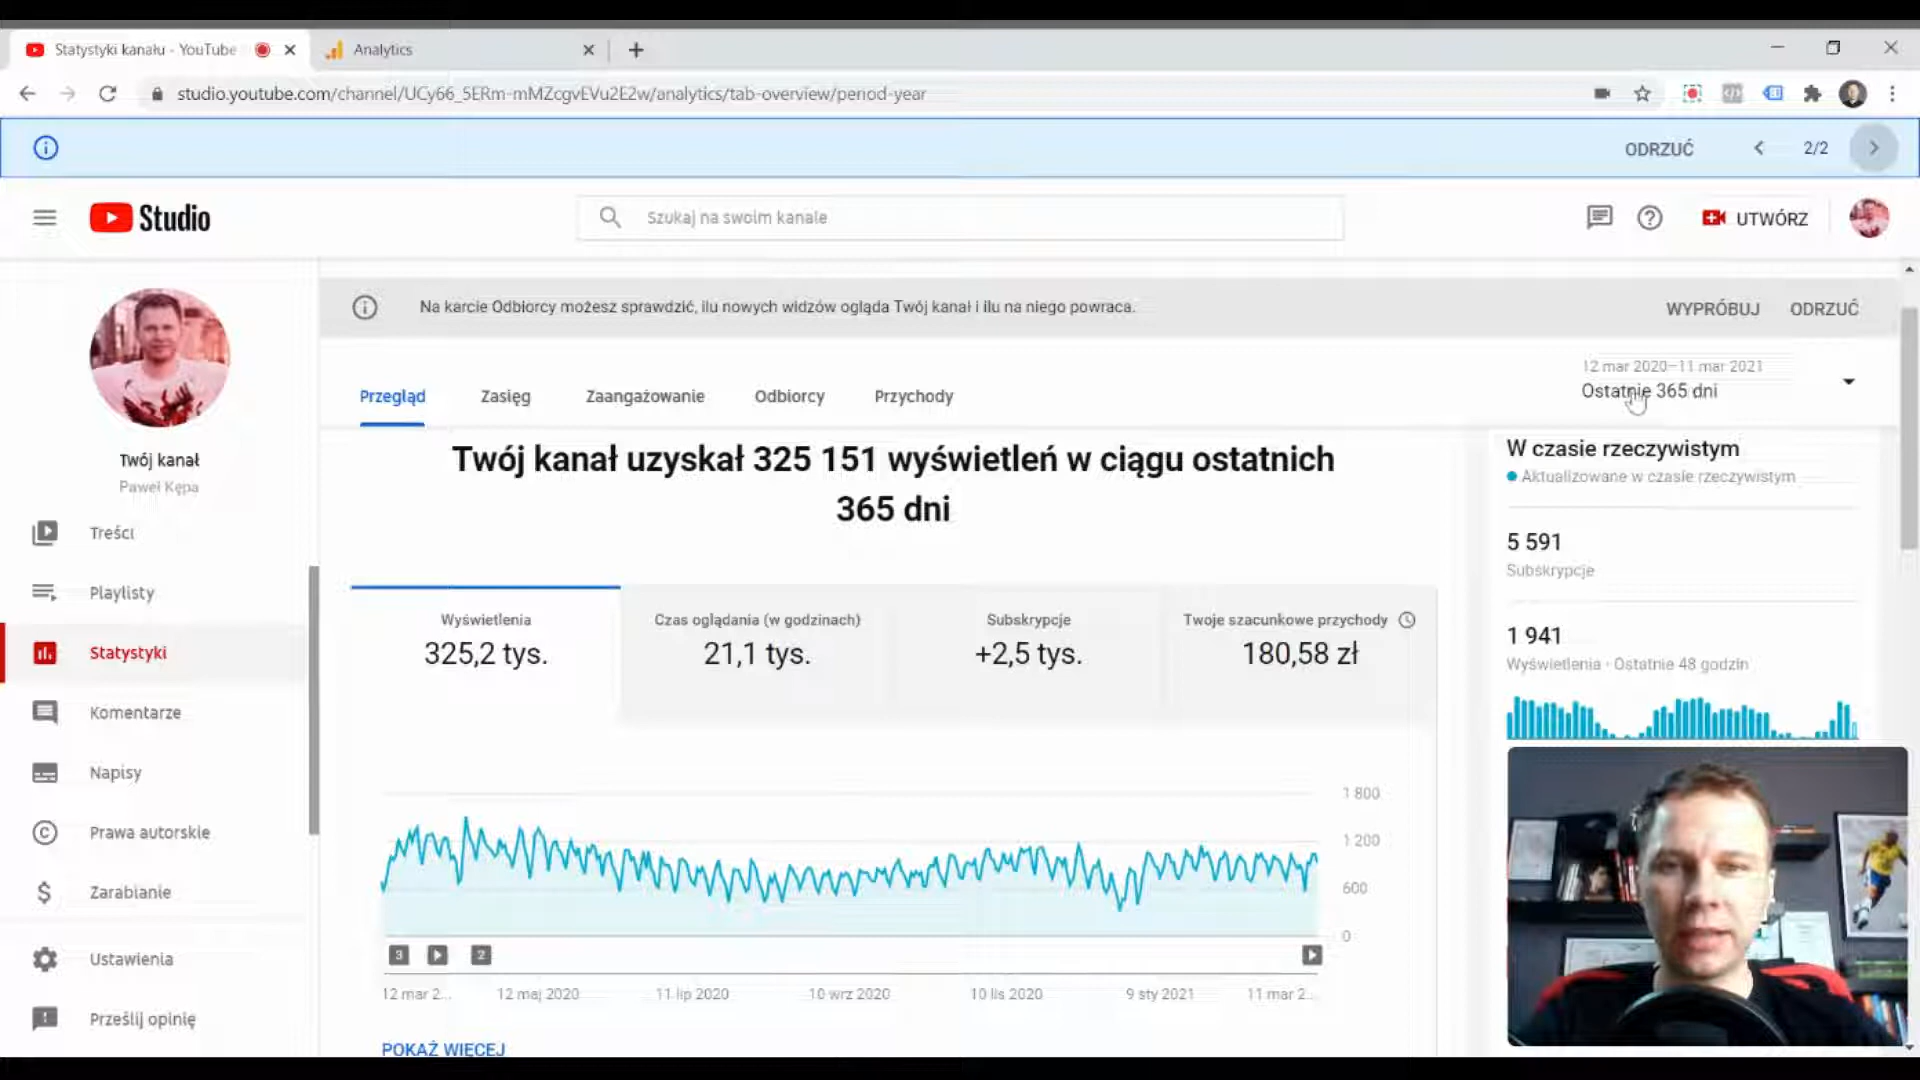 Statystyki kanału - YouTube
Analytics
studio.youtube.com/channel/UCy66_5ERm-mMZcgvEVu2E2w/analytics/tab-overview/period-year
ODRZUĆ
2/2
Studio
Szukaj na swoim kanale
UTWÓRZ
Na karcie Odbiorcy możesz sprawdzić, ilu nowych widzów ogląda Twój kanał i ilu na niego powraca.
WYPRÓBUJ
ODRZUĆ
12 mar 2020–11 mar 2021
Ostatnie 365 dni
Przegląd
Zasięg
Zaangażowanie
Odbiorcy
Przychody
Twój kanał
Paweł Kępa
Treści
Playlisty
Statystyki
Komentarze
Napisy
Prawa autorskie
Zarabianie
Ustawienia
Prześlij opinię
Twój kanał uzyskał 325 151 wyświetleń w ciągu ostatnich
365 dni
Wyświetlenia
325,2 tys.
Czas oglądania (w godzinach)
21,1 tys.
Subskrypcje
+2,5 tys.
Twoje szacunkowe przychody
180,58 zł
1 800
1 200
600
0
3
2
12 mar 2...
12 maj 2020
11 lip 2020
10 wrz 2020
10 lis 2020
9 sty 2021
11 mar 2...
POKAŻ WIĘCEJ
W czasie rzeczywistym
Aktualizowane w czasie rzeczywistym
5 591
Subskrypcje
1 941
Wyświetlenia · Ostatnie 48 godzin